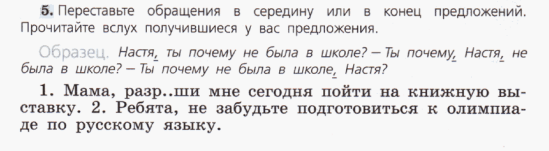 5. Переставьте обращения в середину или в конец предложений.
Прочитайте вслух получившиеся у вас предложения.
Образец. Настя, ты почему не была в школе? – Ты почему, Настя, не
была в школе? – Ты почему не была в школе, Настя?
1. Мама, разр..ши мне сегодня пойти на книжную вы-
ставку. 2. Ребята, не забудьте подготовиться к олимпиа-
де по русскому языку.